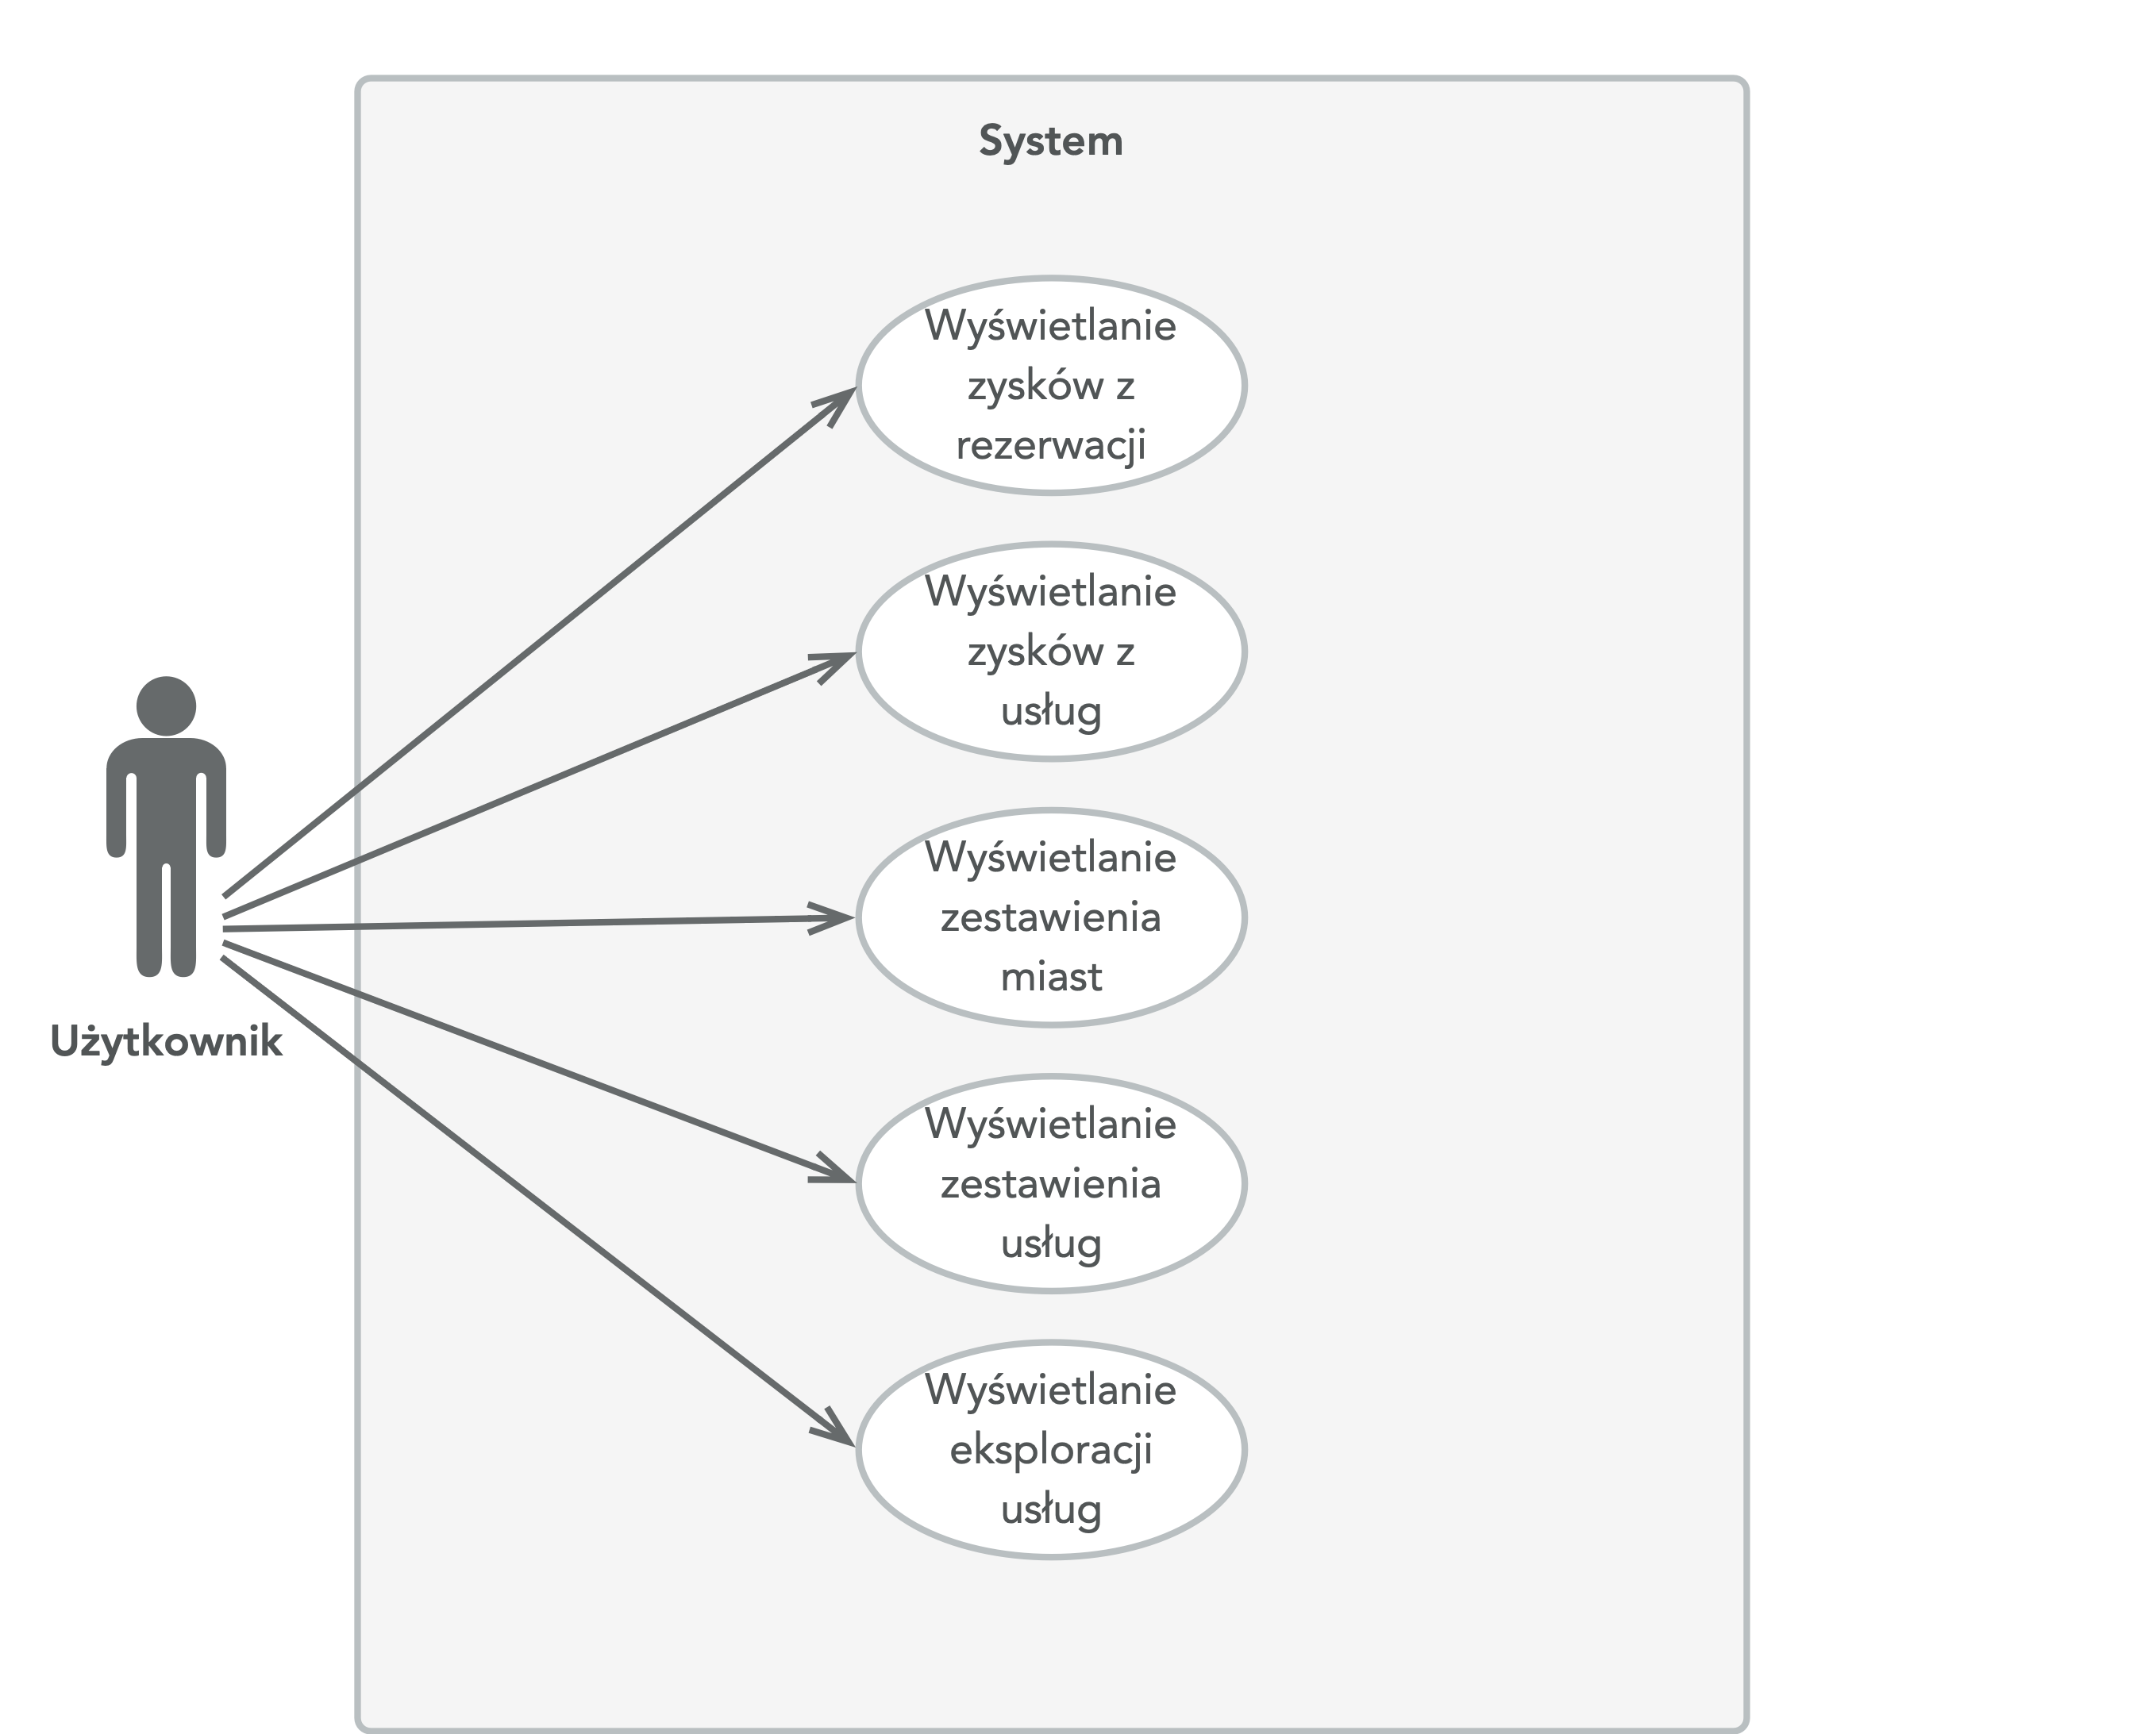 System
Wyświetlanie
zysków z
rezerwacji
Wyświetlanie
zysków z
usług
Wyświetlanie
zestawienia
miast
Użytkownik
Wyświetlanie
zestawienia
usług
Wyświetlanie
eksploracji
usług